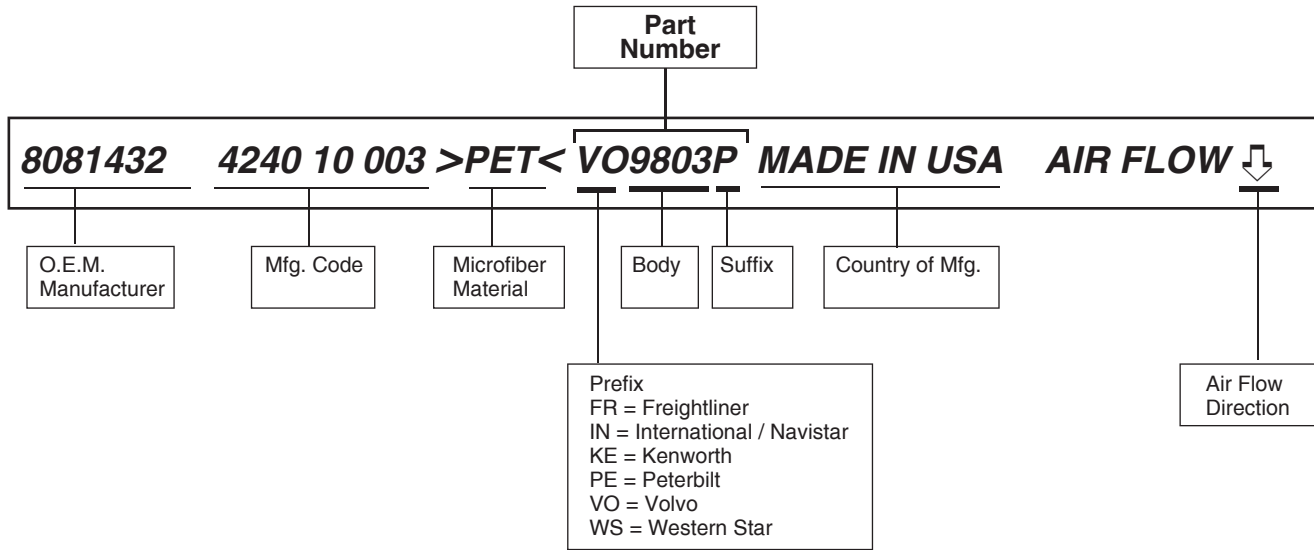 Part
Number
8081432 4240 10 003 >PET< VO9803P MADE IN USA AIR FLOW
O.E.M.
Manufacturer
Mfg. Code
Microfiber
Material
Body
Suffix
Country of Mfg.
Prefix
FR = Freightliner
IN = International / Navistar
KE = Kenworth
PE = Peterbilt
VO = Volvo
WS = Western Star
Air Flow
Direction